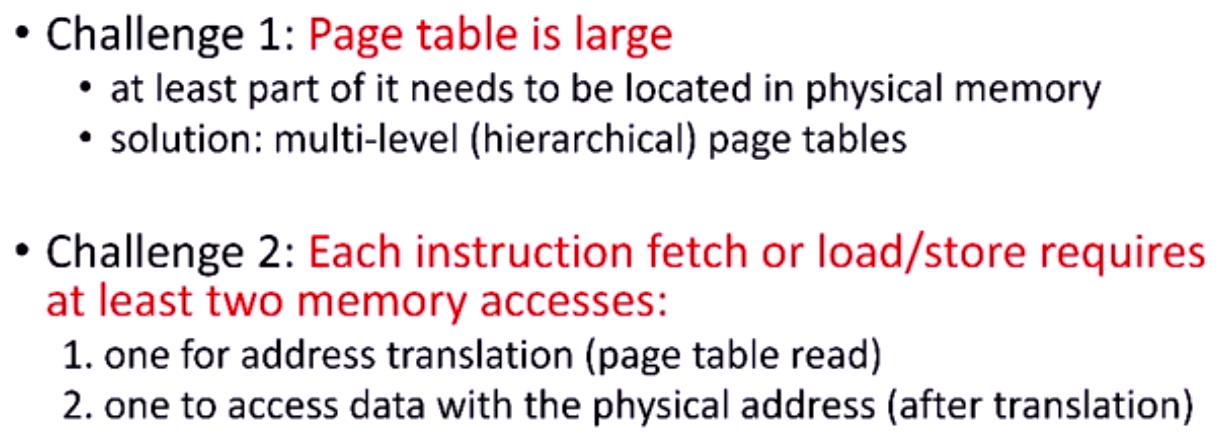 • Challenge 1: Page table is large
• at least part of it needs to be located in physical memory
• solution: multi-level (hierarchical) page tables
• Challenge 2: Each instruction fetch or load/store requires
at least two memory accesses:
1. one for address translation (page table read)
2. one to access data with the physical address (after translation)